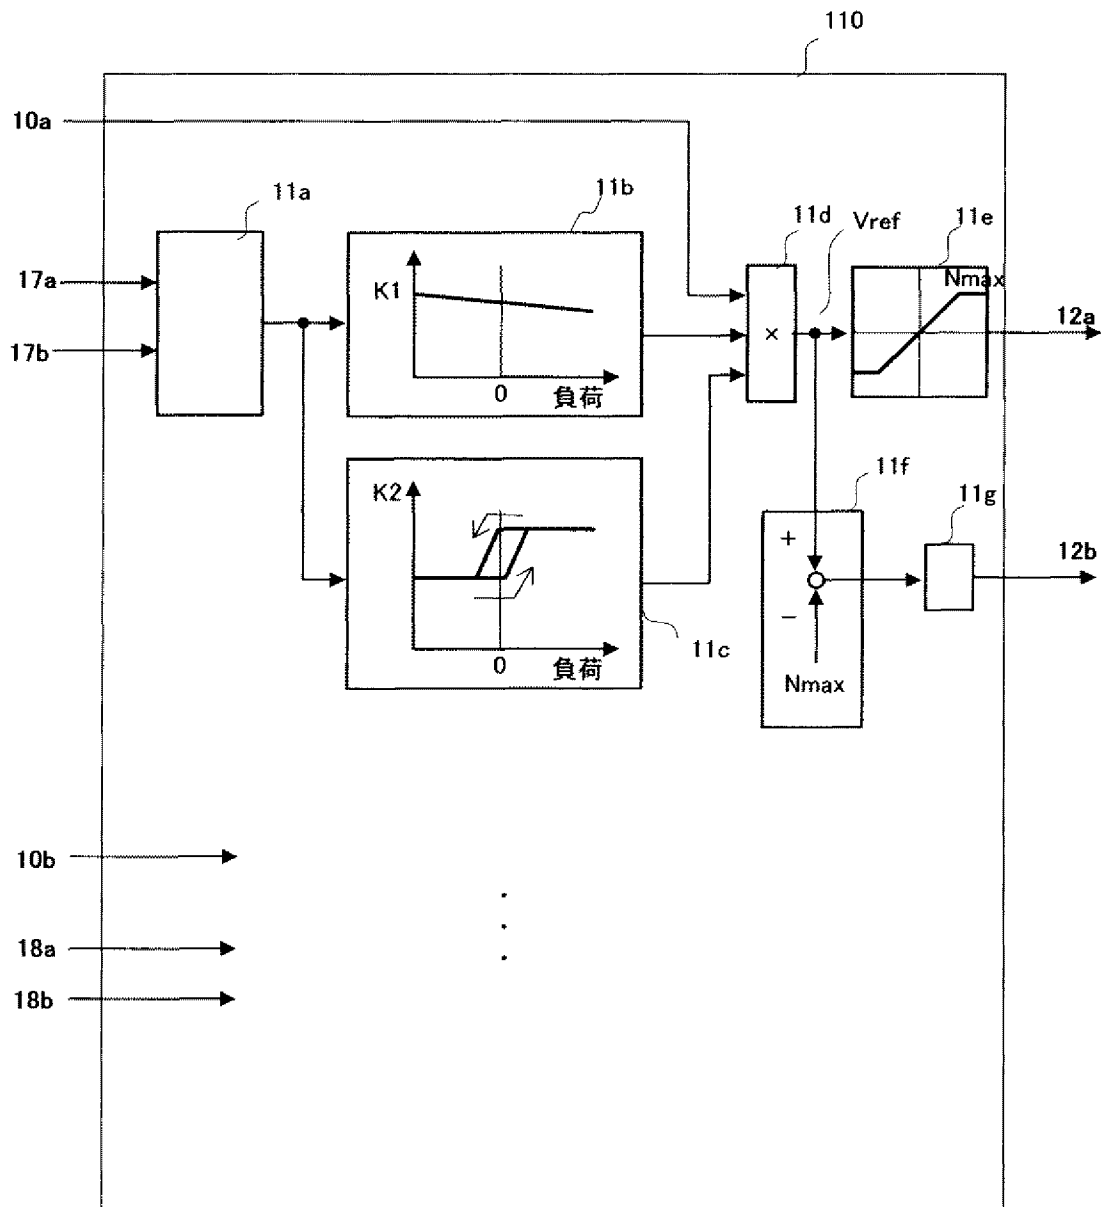 110
10a
11a
11b
11d
Vref
11e
17a
K1
Nmax
12a
17b
×
0
負荷
11f
K2
11g
+
12b
−
11c
0
負荷
Nmax
10b
18a
18b